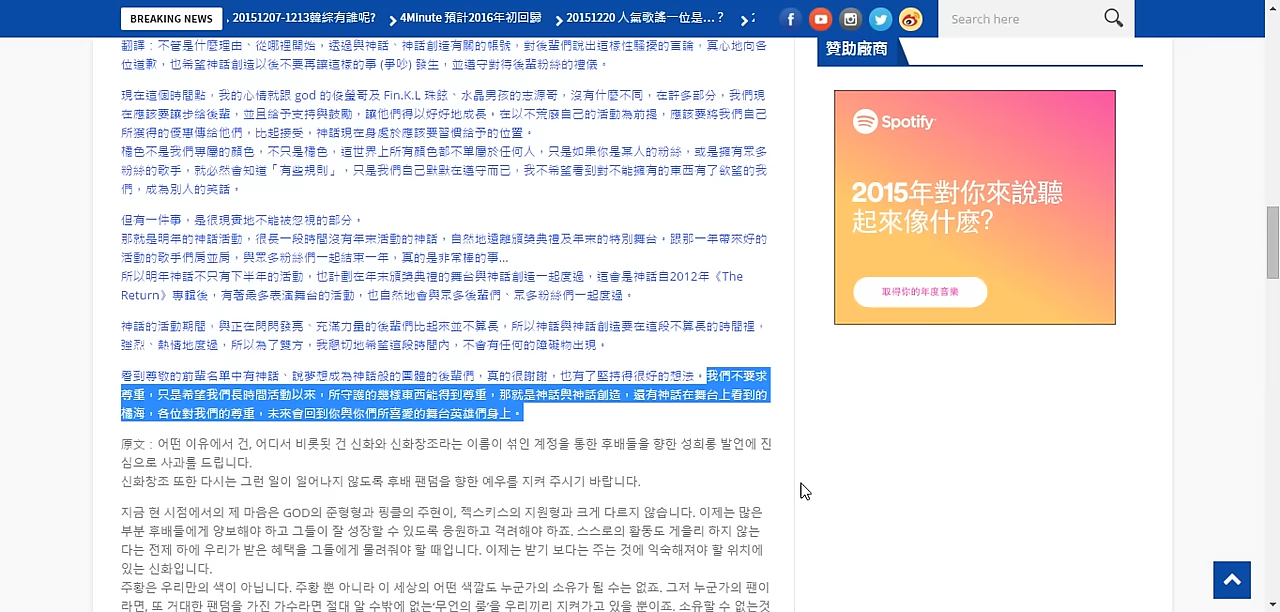 BREAKING NEWS
, 20151207-1213韓綜有誰呢?
4Minute 預計2016年初回歸
20151220 人氣歌謠一位是...？
Search here
翻譯：不管是什麼理由、從哪裡開始，透過與神話、神話創造有關的帳號，對後輩們說出這樣性騷擾的言論，真心地向各
位道歉，也希望神話創造以後不要再讓這樣的事 (爭吵) 發生，並遵守對待後輩粉絲的禮儀。
現在這個時間點，我的心情就跟 god 的俊瑩哥及 Fin.K.L 珠鉉、水晶男孩的志源哥，沒有什麼不同，在許多部分，我們現
在應該要讓步給後輩，並且給予支持與鼓勵，讓他們得以好好地成長。在以不荒廢自己的活動為前提，應該要將我們自己
所獲得的優惠傳給他們，比起接受，神話現在身處於應該要習慣給予的位置。
橘色不是我們專屬的顏色，不只是橘色，這世界上所有顏色都不單屬於任何人，只是如果你是某人的粉絲，或是擁有眾多
粉絲的歌手，就必然會知道「有些規則」，只是我們自己默默在遵守而已，我不希望看到對不能擁有的東西有了欲望的我
們，成為別人的笑話。
但有一件事，是很現實地不能被忽視的部分。
那就是明年的神話活動，很長一段時間沒有年末活動的神話，自然地遠離頒獎典禮及年末的特別舞台，跟那一年帶來好的
活動的歌手們肩並肩，與眾多粉絲們一起結束一年，真的是非常棒的事...
所以明年神話不只有下半年的活動，也計劃在年末頒獎典禮的舞台與神話創造一起度過，這會是神話自2012年《The
Return》專輯後，有著最多表演舞台的活動，也自然地會與眾多後輩們、眾多粉絲們一起度過。
神話的活動期間，與正在閃閃發亮、充滿力量的後輩們比起來並不算長，所以神話與神話創造要在這段不算長的時間裡，
強烈、熱情地度過，所以為了雙方，我懇切地希望這段時間內，不會有任何的障礙物出現。
看到尊敬的前輩名單中有神話、說夢想成為神話般的團體的後輩們，真的很謝謝，也有了堅持得很好的想法。我們不要求
尊重，只是希望我們長時間活動以來，所守護的幾樣東西能得到尊重，那就是神話與神話創造，還有神話在舞台上看到的
橘海，各位對我們的尊重，未來會回到你與你們所喜愛的舞台英雄們身上。
原文：어떤 이유에서 건, 어디서 비롯됫 건 신화와 신화창조라는 이름이 섞인 계정을 통한 후배들을 향한 성희롱 발언에 진
심으로 사과를 드립니다.
신화창조 또한 다시는 그런 일이 일어나지 않도록 후배 팬덤을 향한 예우를 지켜 주시기 바랍니다.
지금 현 시점에서의 제 마음은 GOD의 준형형과 핑클의 주현이, 젝스키스의 지원형과 크게 다르지 않습니다. 이제는 많은
부분 후배들에게 양보해야 하고 그들이 잘 성장할 수 있도록 응원하고 격려해야 하죠. 스스로의 활동도 게을리 하지 않는
다는 전제 하에 우리가 받은 혜택을 그들에게 물려줘야 할 때입니다. 이제는 받기 보다는 주는 것에 익숙해져야 할 위치에
있는 신화입니다.
주황은 우리만의 색이 아닙니다. 주황 뿐 아니라 이 세상의 어떤 색깔도 누군가의 소유가 될 수는 없죠. 그저 누군가의 팬이
라면, 또 거대한 팬덤을 가진 가수라면 절대 알 수밖에 없는'무언의 룰'을 우리끼리 지켜가고 있을 뿐이죠. 소유할 수 없는것
贊助廠商
Spotify
2015年對你來說聽
起來像什麼?
取得你的年度音樂